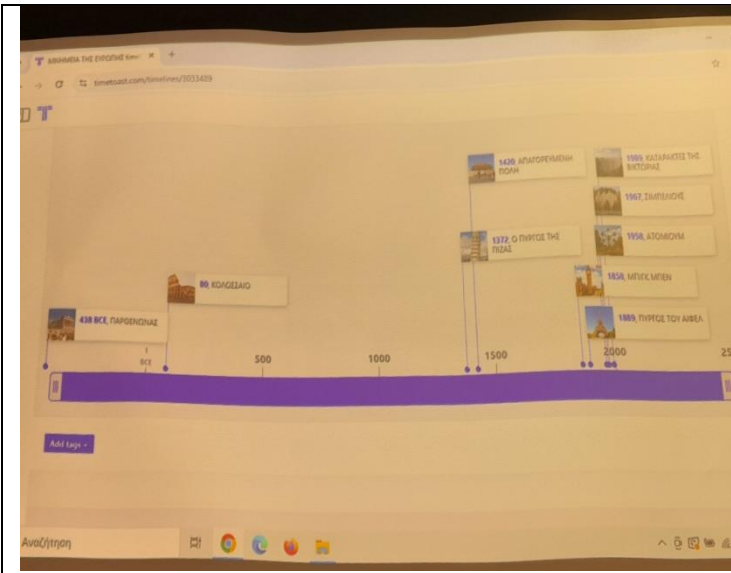 ΜΝΗΜΕΙΑ ΤΗΣ ΕΥΡΩΠΗΣ
timetoast.com/timelines/3033489
1420, ΑΠΑΓΟΡΕΥΜΕΝΗ
ΠΟΛΗ
1989, ΚΑΤΑΡΑΚΤΕΣ ΤΗΣ
ΒΙΚΤΩΡΙΑΣ
1967, ΣΙΜΠΕΛΙΟΥΣ
1958, ΑΤΟΜΙΟΥΜ
1372, Ο ΠΥΡΓΟΣ ΤΗΣ
ΠΙΖΑΣ
80, ΚΟΛΟΣΣΑΙΟ
1858, ΜΠΙΓΚ ΜΠΕΝ
438 BCE, ΠΑΡΘΕΝΩΝΑΣ
1889, ΠΥΡΓΟΣ ΤΟΥ ΑΙΦΕΛ
1
BCE
500
1000
1500
2000
Add tags
Αναζήτηση